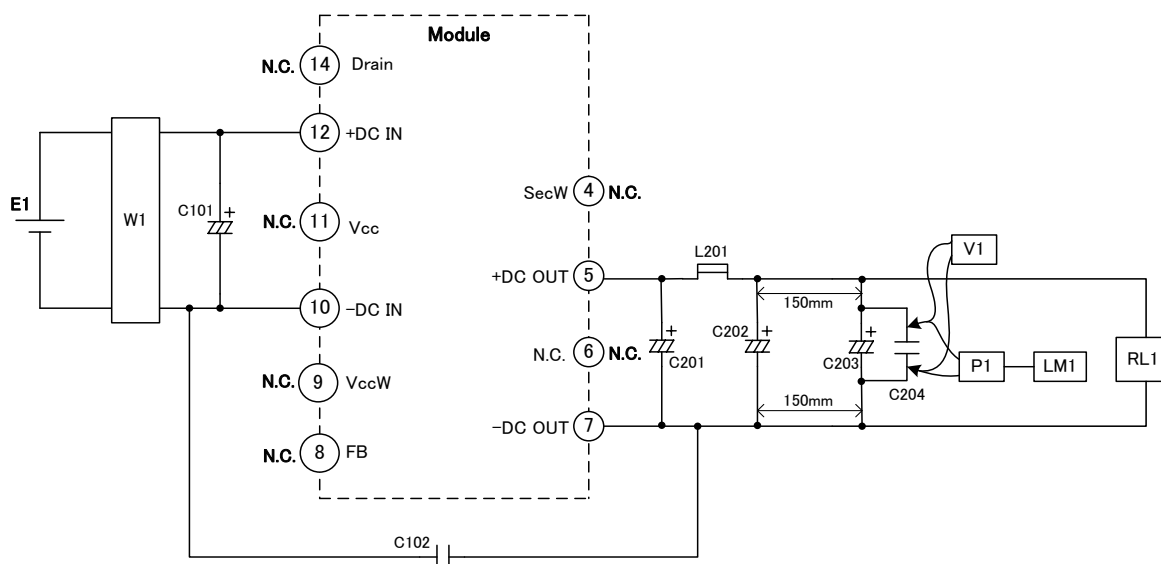 Module
N.C. 14 Drain
12 +DC IN
E1
W1
C101 +
N.C. 11 Vcc
10 -DC IN
N.C. 9 VccW
N.C. 8 FB
SecW 4 N.C.
+DC OUT 5
N.C. 6 N.C.
-DC OUT 7
L201
150mm
+ C201
C202 +
+ C203
C204
150mm
V1
P1
LM1
RL1
C102